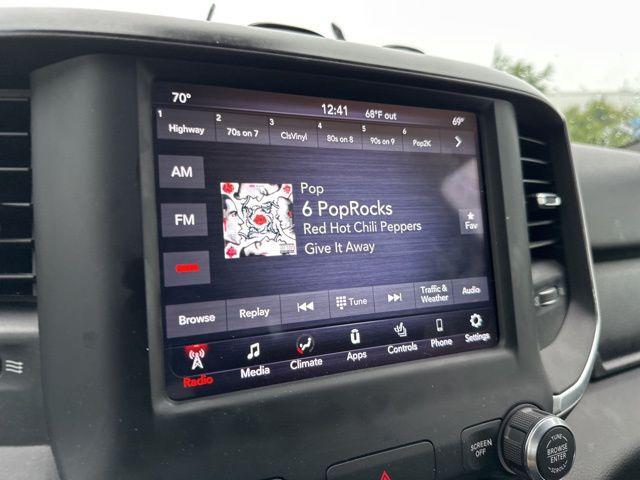 70°
12:41
68°F out
69°
1 Highway
2 70s on 7
3 ClsVinyl
4 80s on 8
5 90s on 9
6 Pop2K
AM
FM
Pop
6 PopRocks
Red Hot Chili Peppers
Give It Away
Fav
Browse
Replay
Tune
Traffic & Weather
Audio
Radio
Media
Climate
Apps
Controls
Phone
Settings
SCREEN
OFF
TUNE
BROWSE
ENTER